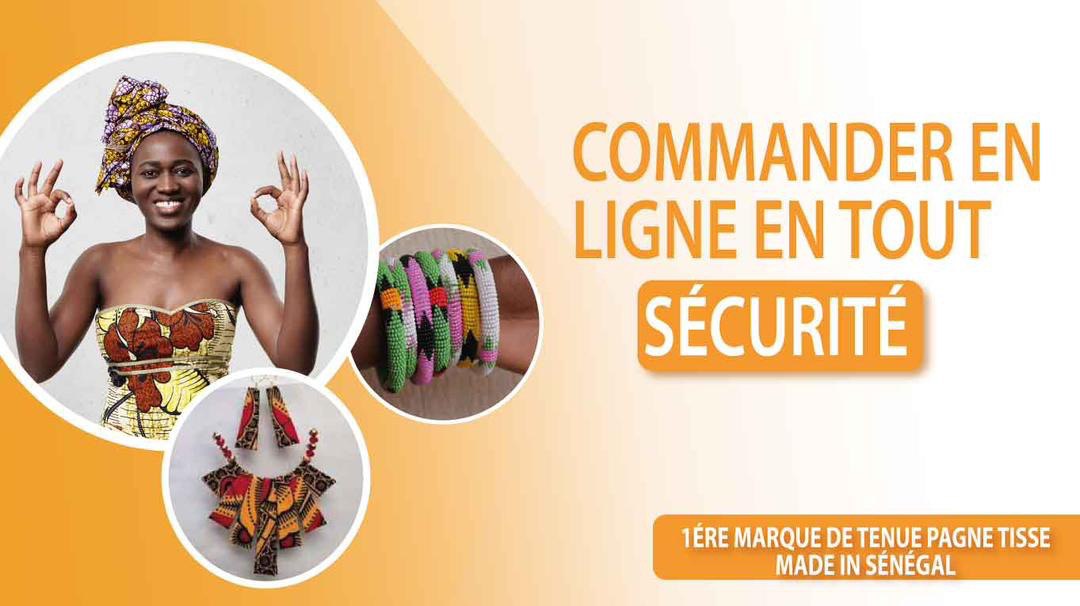 COMMANDER EN
LIGNE EN TOUT
SÉCURITÉ
1ÉRE MARQUE DE TENUE PAGNE TISSE
MADE IN SÉNÉGAL